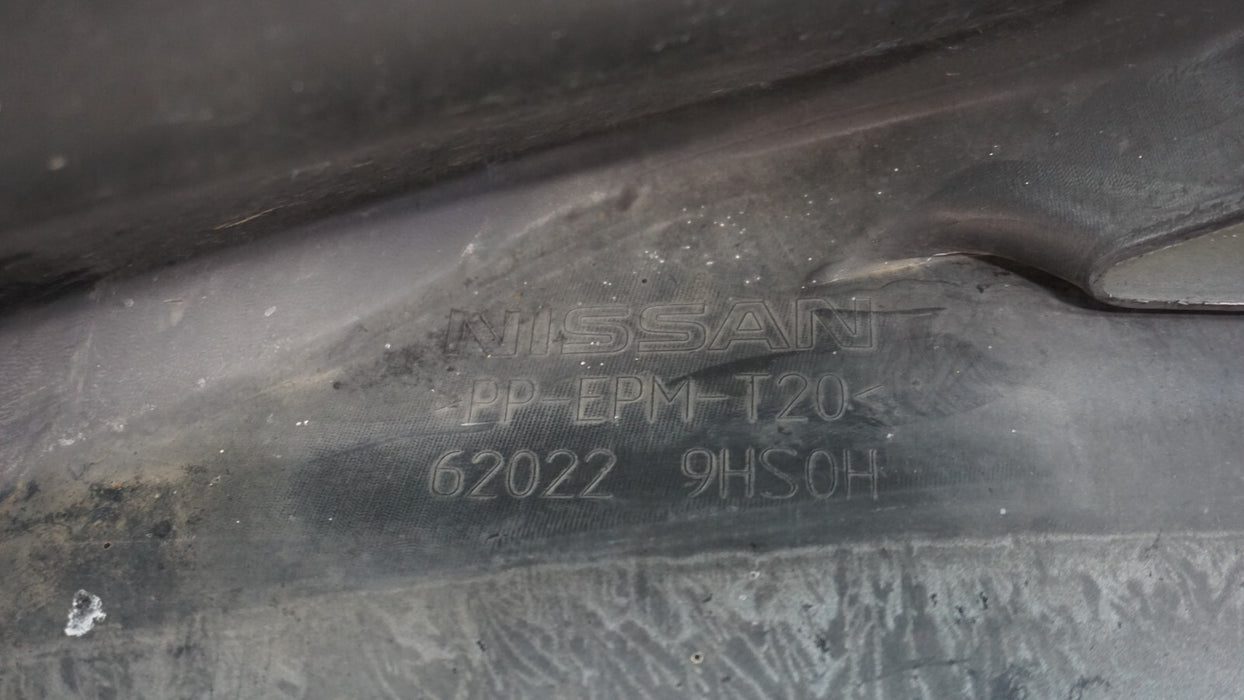 NISSAN
>PP-EPM-T20<
62022 9HS0H